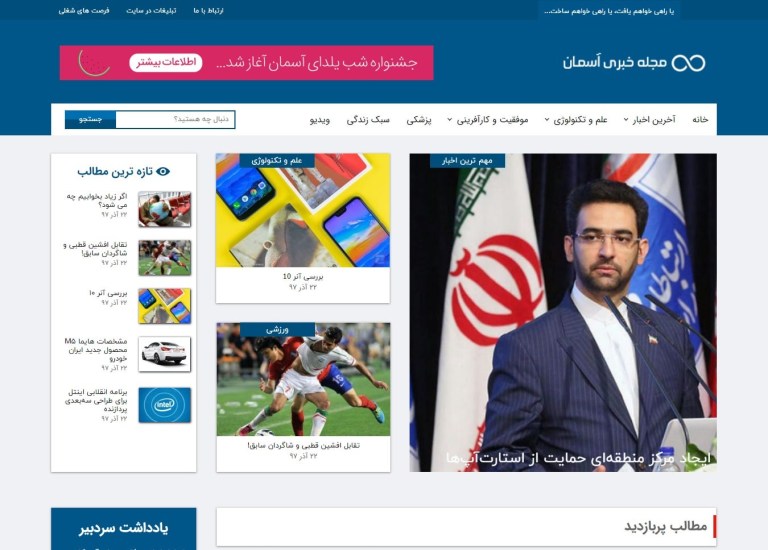 یا راهی خواهم یافت، یا راهی خواهم ساخت...
ارتباط با ما
تبلیغات در سایت
فرصت های شغلی
مجله خبری آسمان
جشنواره شب یلدای آسمان آغاز شد...
اطلاعات بیشتر
خانه
آخرین اخبار
علم و تکنولوژی
موفقیت و کارآفرینی
پزشکی
سبک زندگی
ویدیو
دنبال چه هستید؟
جستجو
مهم ترین اخبار
ایجاد مرکز منطقه‌ای حمایت از استارت‌آپ‌ها
علم و تکنولوژی
بررسی آنر 10
۲۲ آذر ۹۷
ورزشی
تقابل افشین قطبی و شاگردان سابق!
۲۲ آذر ۹۷
تازه ترین مطالب
اگر زیاد بخوابیم چه
می شود؟
۲۲ آذر ۹۷
تقابل افشین قطبی و
شاگردان سابق!
۲۲ آذر ۹۷
بررسی آنر ۱۰
۲۲ آذر ۹۷
مشخصات هایما M۵
محصول جدید ایران
خودرو
۲۲ آذر ۹۷
برنامه انقلابی اینتل
برای طراحی سه‌بعدی
پردازنده
۲۲ آذر ۹۷
intel
مطالب پربازدید
یادداشت سردبیر